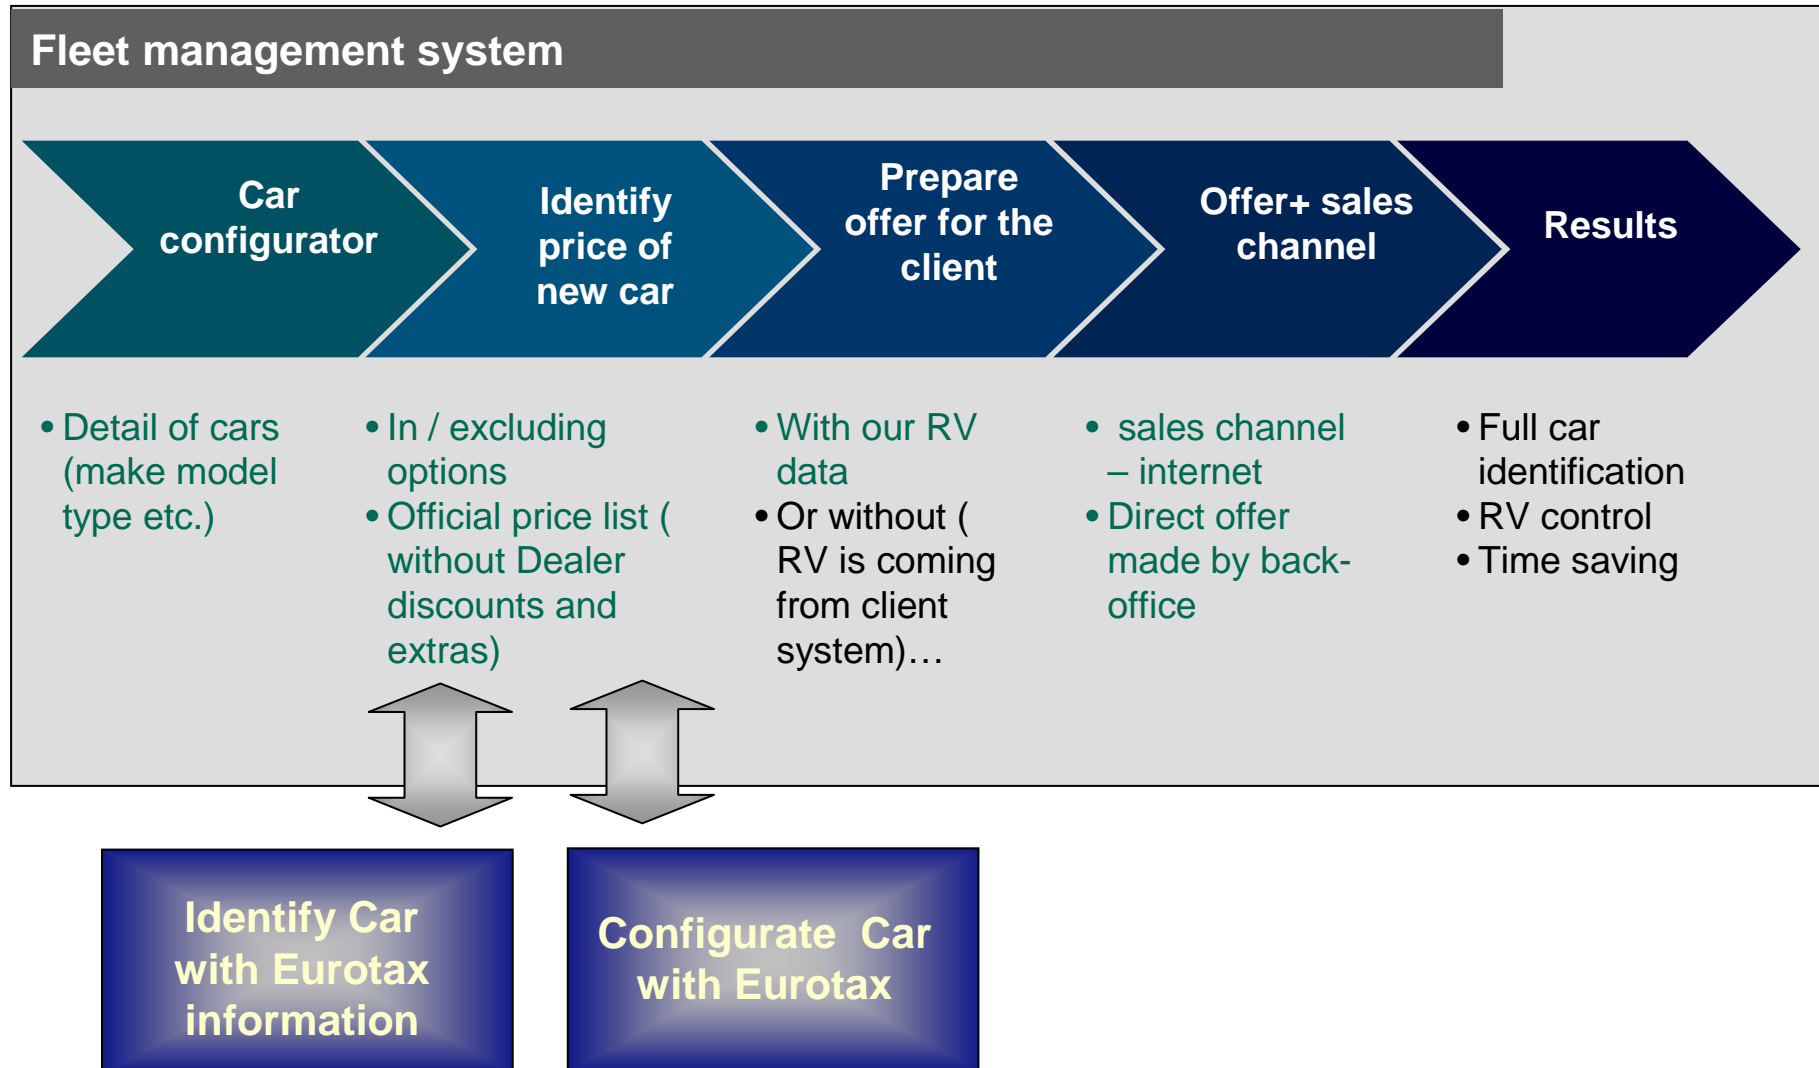 Fleet management system
Car
configurator
Identify
price of
new car
Prepare
offer for the
client
Offer+ sales
channel
Results
• Detail of cars
(make model
type etc.)
• In / excluding
options
• Official price list (
without Dealer
discounts and
extras)
• With our RV
data
• Or without (
RV is coming
from client
system)…
• sales channel
– internet
• Direct offer
made by back-
office
• Full car
identification
• RV control
• Time saving
Identify Car
with Eurotax
information
Configurate Car
with Eurotax